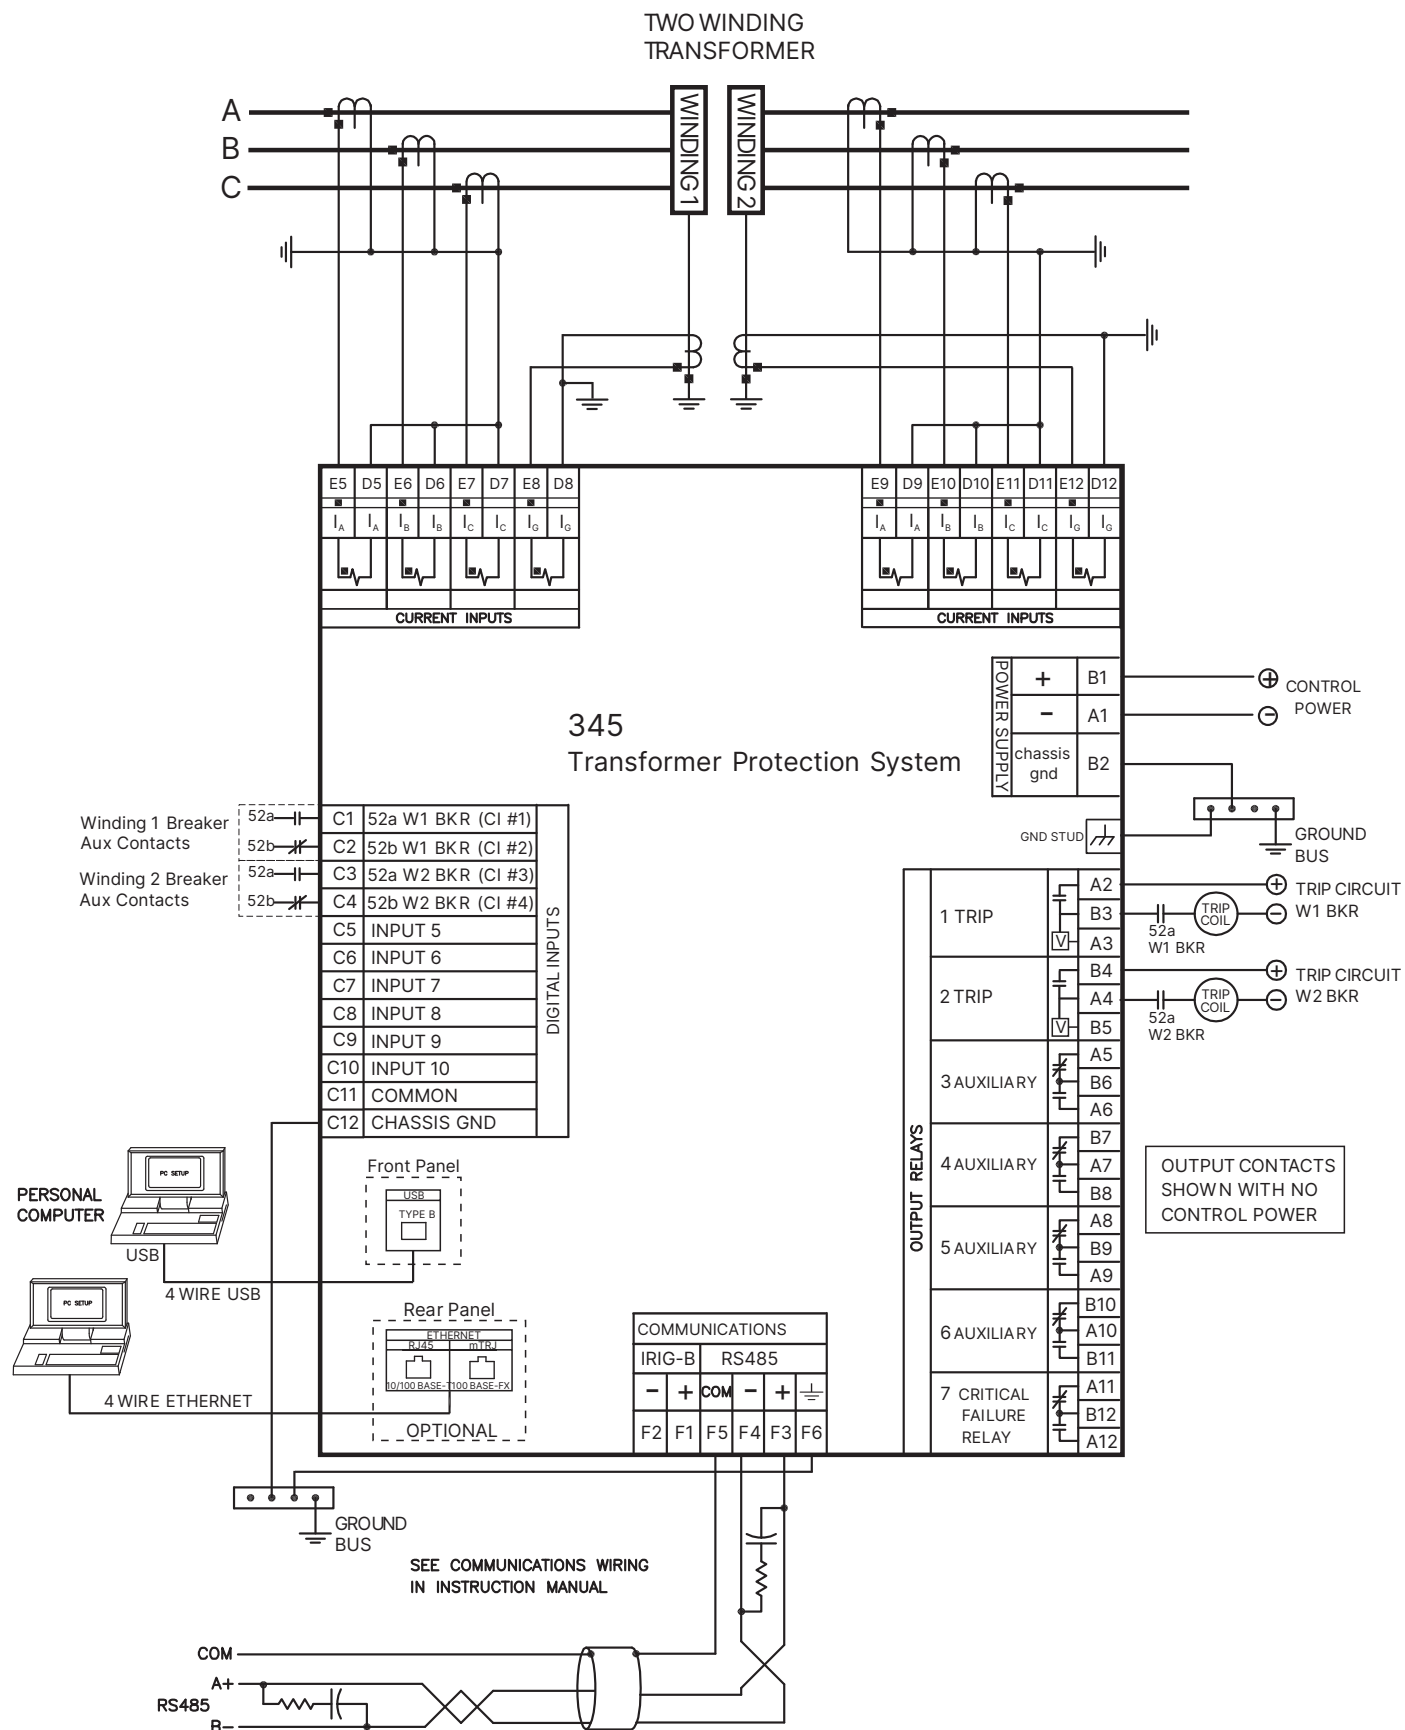 TWO WINDING
TRANSFORMER
A
B
C
WINDING 1
WINDING 2
E5 D5 E6 D6 E7 D7 E8 D8
IA IA IB IB IC IC IG IG
CURRENT INPUTS
E9 D9 E10 D10 E11 D11 E12 D12
IA IA IB IB IC IC IG IG
CURRENT INPUTS
345
Transformer Protection System
POWER SUPPLY
+ B1
− A1
chassis
gnd
B2
+ CONTROL
− POWER
GND STUD
GROUND
BUS
Winding 1 Breaker
Aux Contacts
Winding 2 Breaker
Aux Contacts
52a
52b
52a
52b
C1 52a W1 BKR (CI #1)
C2 52b W1 BKR (CI #2)
C3 52a W2 BKR (CI #3)
C4 52b W2 BKR (CI #4)
C5 INPUT 5
C6 INPUT 6
C7 INPUT 7
C8 INPUT 8
C9 INPUT 9
C10 INPUT 10
C11 COMMON
C12 CHASSIS GND
DIGITAL INPUTS
OUTPUT RELAYS
1 TRIP
V
A2
B3
A3
52a
W1 BKR
TRIP
COIL
+ TRIP CIRCUIT
− W1 BKR
2 TRIP
V
B4
A4
B5
52a
W2 BKR
TRIP
COIL
+ TRIP CIRCUIT
− W2 BKR
3 AUXILIARY
A5
B6
A6
4 AUXILIARY
B7
A7
B8
5 AUXILIARY
A8
B9
A9
6 AUXILIARY
B10
A10
B11
7 CRITICAL
FAILURE
RELAY
A11
B12
A12
OUTPUT CONTACTS
SHOWN WITH NO
CONTROL POWER
PERSONAL
COMPUTER
PC SETUP
USB
4 WIRE USB
Front Panel
USB
TYPE B
PC SETUP
4 WIRE ETHERNET
Rear Panel
ETHERNET
RJ45 mTRJ
10/100 BASE-T 100 BASE-FX
OPTIONAL
COMMUNICATIONS
IRIG-B RS485
− + COM − +
F2 F1 F5 F4 F3 F6
GROUND
BUS
SEE COMMUNICATIONS WIRING
IN INSTRUCTION MANUAL
COM
A+
RS485
B−